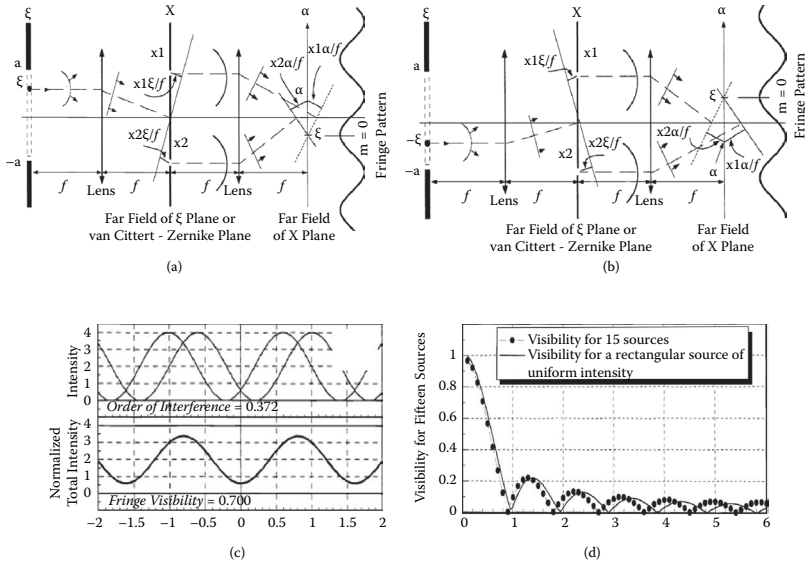 ξ
X
α
a
ξ
−a
x1
x1ξ/f
x2
x2ξ/f
x2α/f
x1α/f
α
ξ
m = 0
Fringe Pattern
f
f
f
f
Lens
Lens
Far Field of ξ Plane or
van Cittert - Zernike Plane
Far Field
of X Plane
(a)
ξ
X
α
a
−ξ
−a
x1
x1ξ/f
x2
x2ξ/f
x2α/f
x1α/f
ξ
α
m = 0
Fringe Pattern
f
f
f
f
Lens
Lens
Far Field of ξ Plane or
van Cittert - Zernike Plane
Far Field
of X Plane
(b)
Intensity
4
3
2
1
0
Order of Interference = 0.372
Normalized
Total Intensity
4
3
2
1
0
Fringe Visibility = 0.700
−2 −1.5 −1 −0.5 0 0.5 1.0 1.5 2
(c)
Visibility for Fifteen Sources
1
0.8
0.6
0.4
0.2
0
Visibility for 15 sources
Visibility for a rectangular source of
uniform intensity
0 1 2 3 4 5 6
(d)